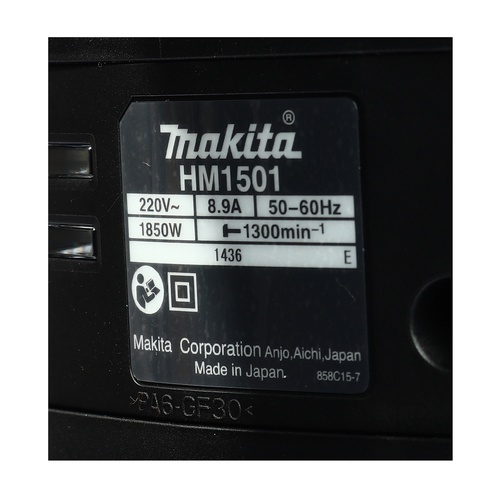 makita®
HM1501
220V~ 8.9A 50-60Hz
1850W 1300min⁻¹
1436 E
Makita Corporation Anjo,Aichi,Japan
Made in Japan. 858C15-7
>PA6-GF30<